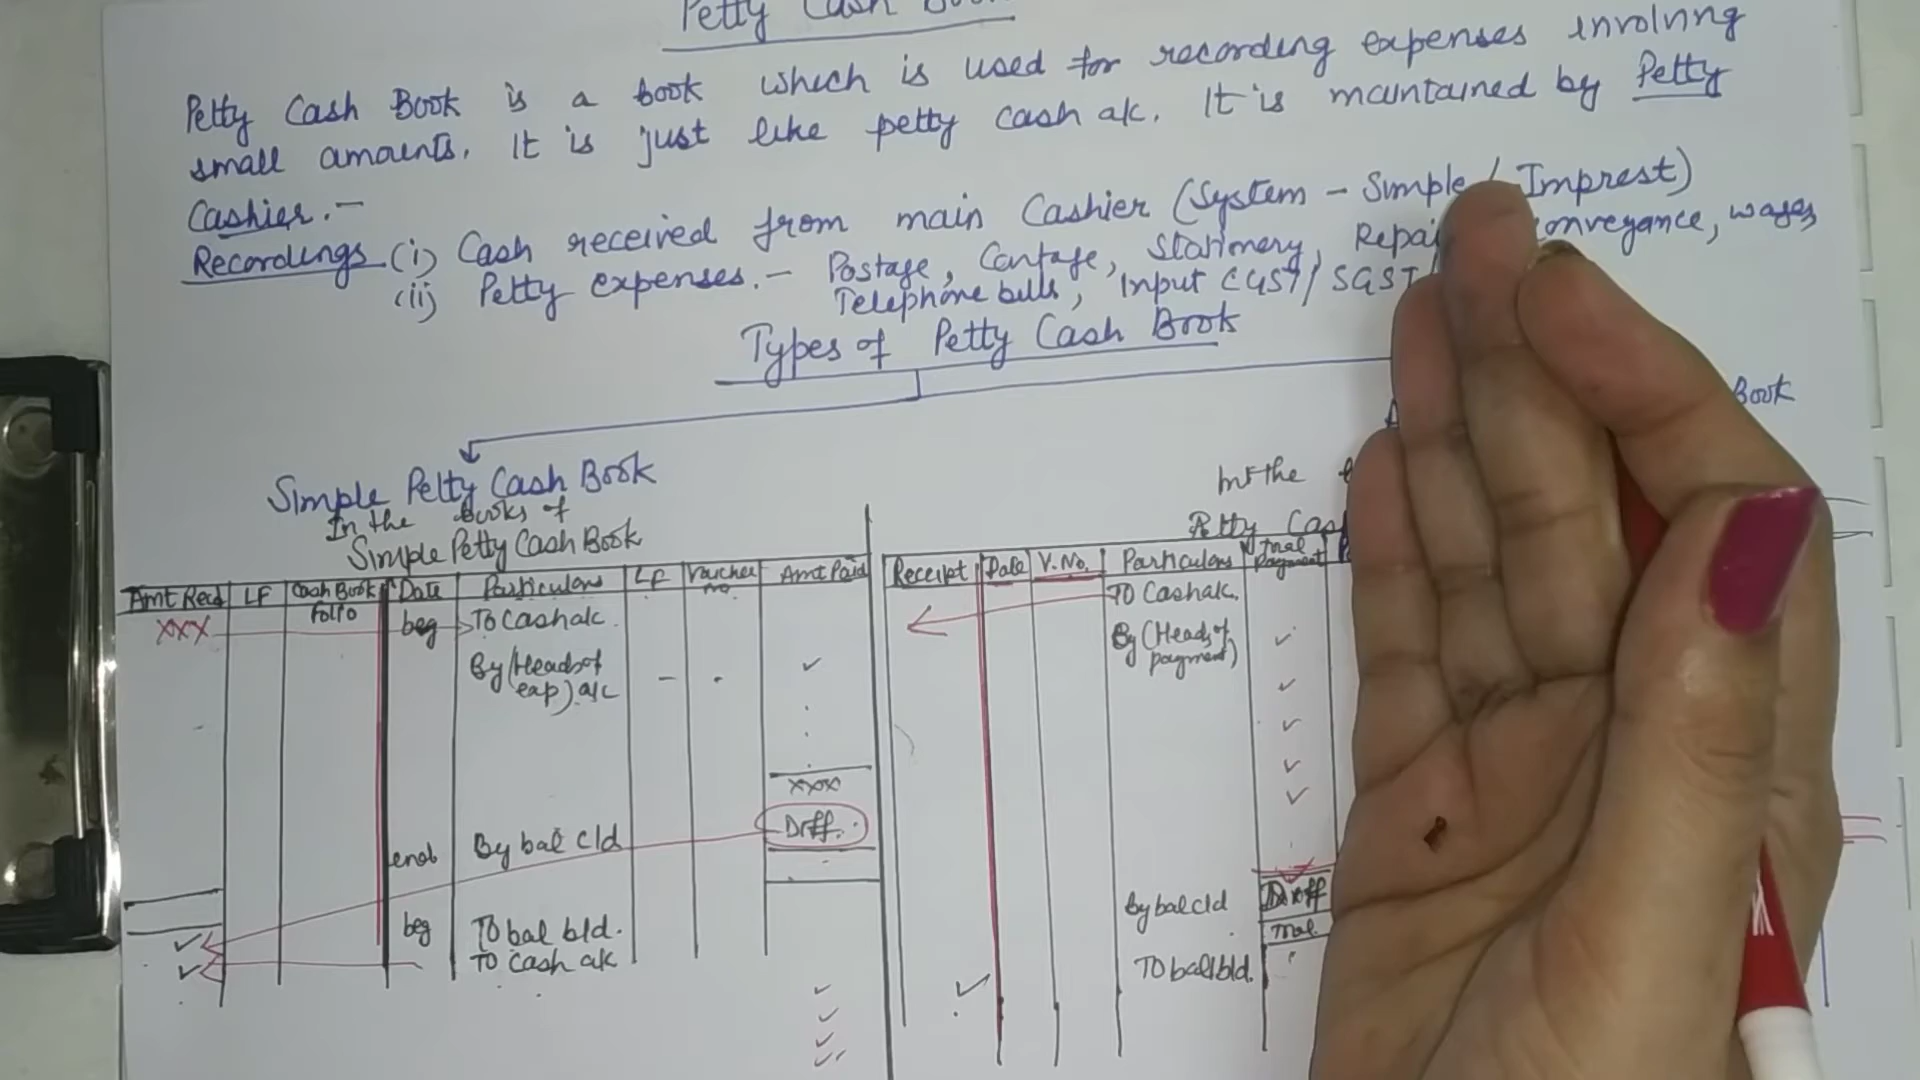 Petty Cash Book
Petty Cash Book is a book which is used for recording expenses involving
small amounts. It is just like petty cash a/c. It is maintained by Petty
Cashier.-
Recordings (i) Cash received from main Cashier (System - Simple / Imprest)
(ii) Petty expenses.- Postage, Cartage, Stationery, Repai onveyance, wages
Telephone bills, Input CGST/SGST
Types of Petty Cash Book
Book
Simple Petty Cash Book
In the books of
Simple Petty Cash Book
Amt Recd LF Cash Book Folio Date Particulars LF Voucher no. Amt Paid
xxx beg To Cash a/c.
By (Heads of exp) a/c - .
xxx
Diff.
end By bal c/d
beg To bal b/d.
To Cash a/c
In the
Petty Cas
Receipt Date V.No. Particulars Total Payment
To Cash a/c.
By (Heads of payment)
By bal c/d Diff
Total
To bal b/d.